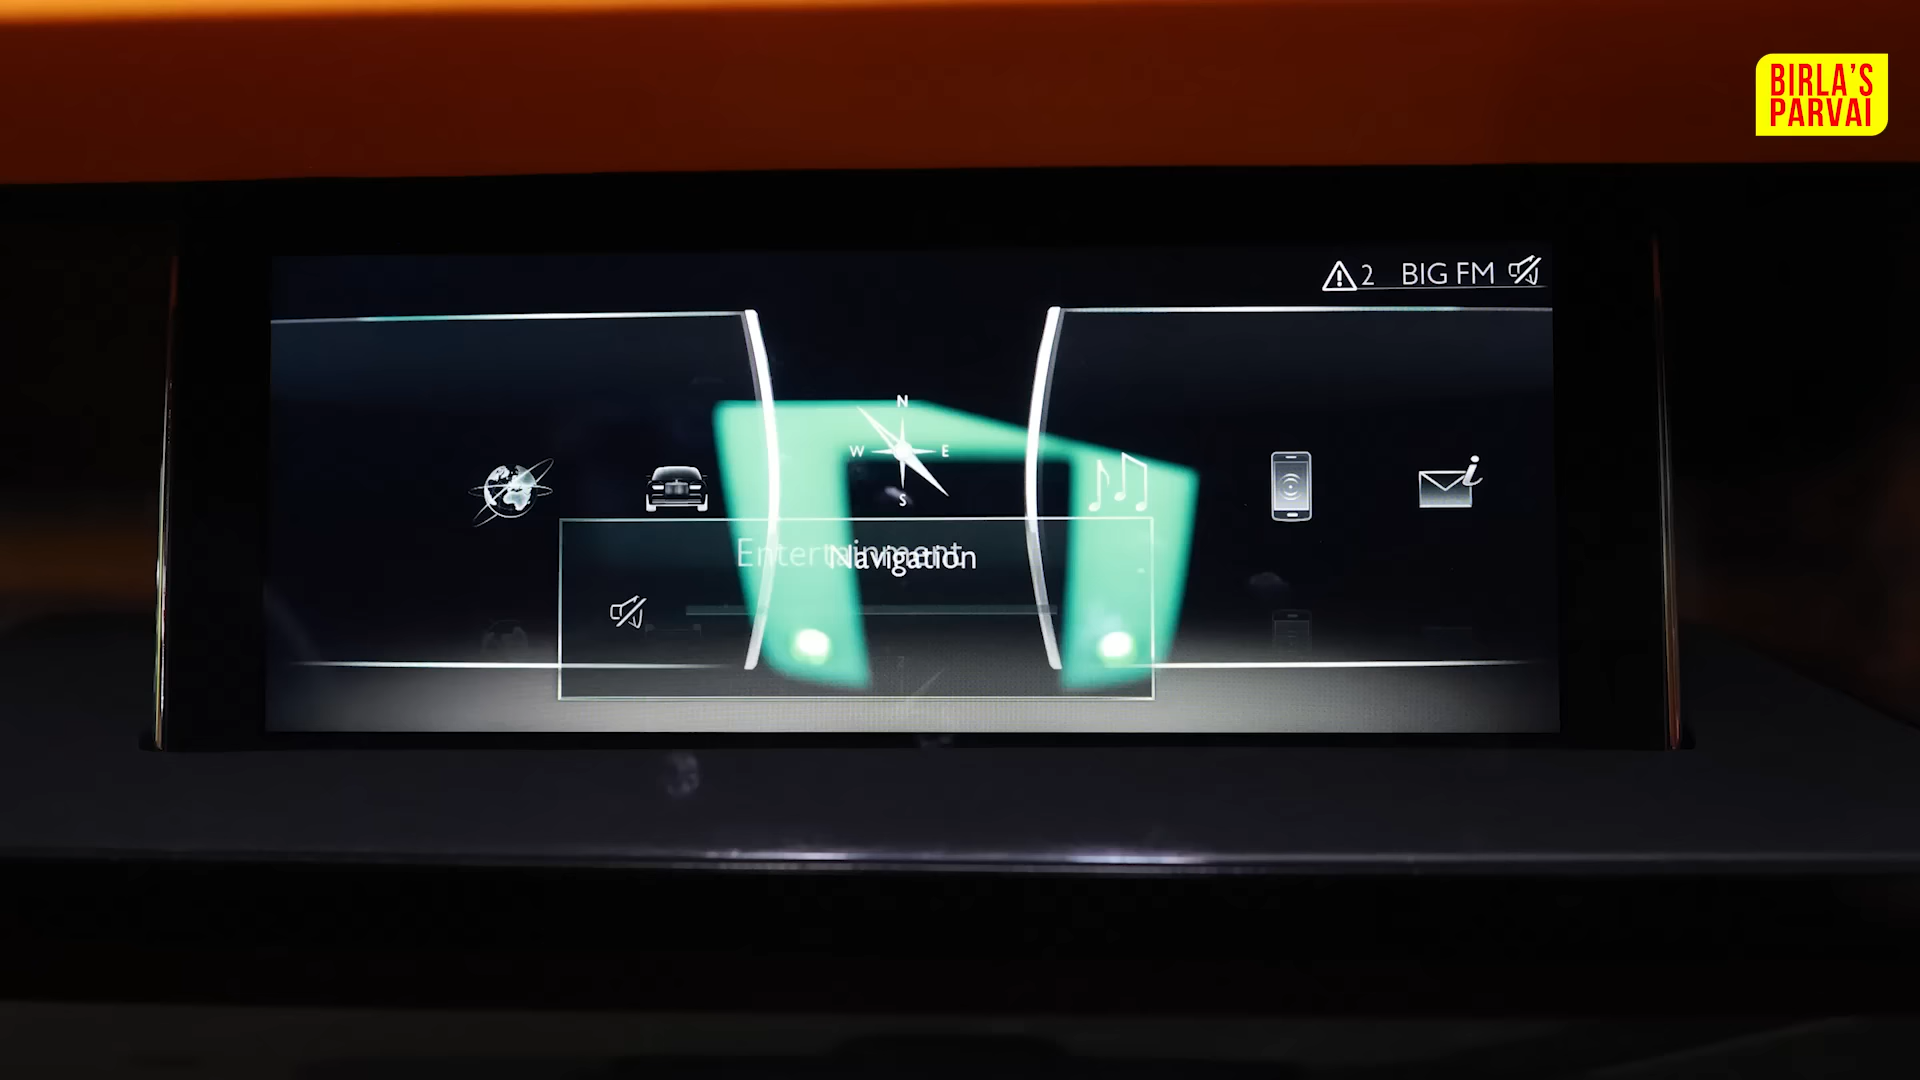 BIRLA'S
PARVAI
2 BIG FM
N
W E
S
Entertainment
Navigation